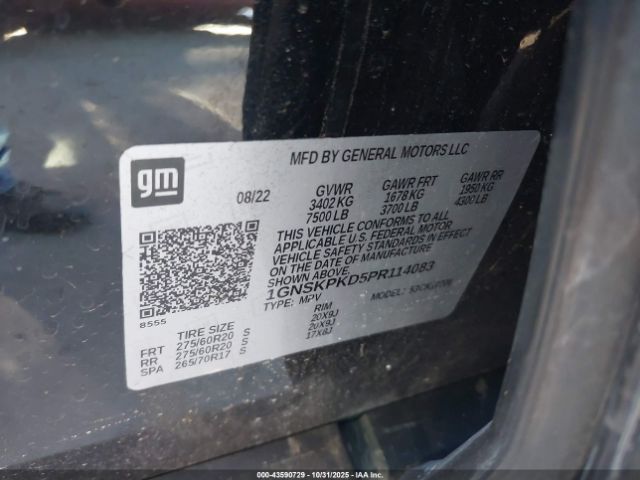 gm
MFD BY GENERAL MOTORS LLC
08/22 GVWR GAWR FRT GAWR RR
3402 KG 1678 KG 1950 KG
7500 LB 3700 LB 4300 LB
THIS VEHICLE CONFORMS TO ALL
APPLICABLE U.S. FEDERAL MOTOR
VEHICLE SAFETY STANDARDS IN EFFECT
ON THE DATE OF MANUFACTURE
SHOWN ABOVE.
1GNSKPKD5PR114083
TYPE: MPV MODEL:
8555
TIRE SIZE RIM
FRT 275/60R20 S 20X9J
RR 275/60R20 S 20X9J
SPA 265/70R17 S 17X8J
000-43590729 - 10/31/2025 - IAAI.COM